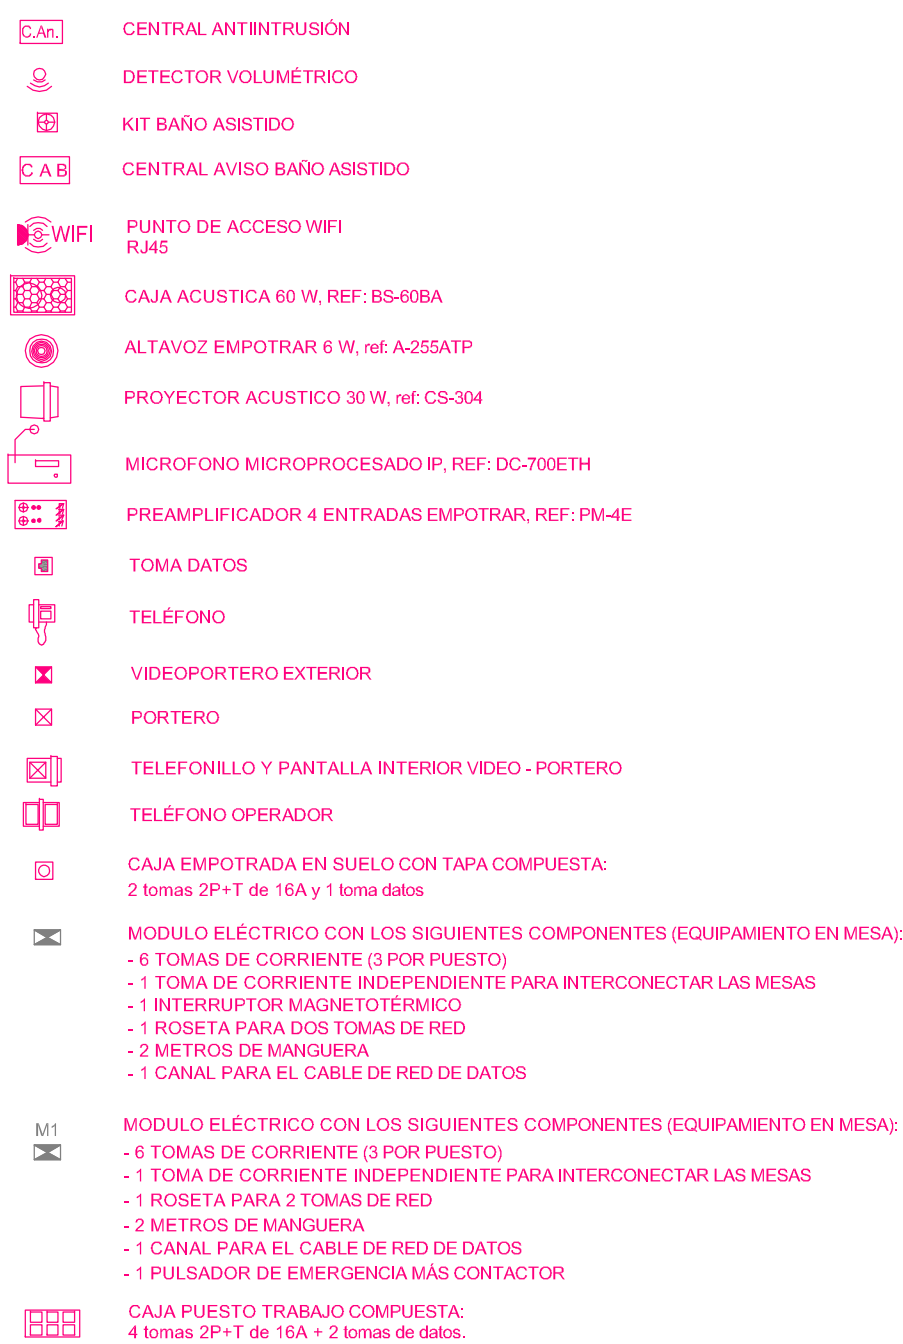 C.An. CENTRAL ANTIINTRUSIÓN
DETECTOR VOLUMÉTRICO
KIT BAÑO ASISTIDO
C A B CENTRAL AVISO BAÑO ASISTIDO
WIFI PUNTO DE ACCESO WIFI
RJ45
CAJA ACUSTICA 60 W, REF: BS-60BA
ALTAVOZ EMPOTRAR 6 W, ref: A-255ATP
PROYECTOR ACUSTICO 30 W, ref: CS-304
MICROFONO MICROPROCESADO IP, REF: DC-700ETH
PREAMPLIFICADOR 4 ENTRADAS EMPOTRAR, REF: PM-4E
TOMA DATOS
TELÉFONO
VIDEOPORTERO EXTERIOR
PORTERO
TELEFONILLO Y PANTALLA INTERIOR VIDEO - PORTERO
TELÉFONO OPERADOR
CAJA EMPOTRADA EN SUELO CON TAPA COMPUESTA:
2 tomas 2P+T de 16A y 1 toma datos
MODULO ELÉCTRICO CON LOS SIGUIENTES COMPONENTES (EQUIPAMIENTO EN MESA):
- 6 TOMAS DE CORRIENTE (3 POR PUESTO)
- 1 TOMA DE CORRIENTE INDEPENDIENTE PARA INTERCONECTAR LAS MESAS
- 1 INTERRUPTOR MAGNETOTÉRMICO
- 1 ROSETA PARA DOS TOMAS DE RED
- 2 METROS DE MANGUERA
- 1 CANAL PARA EL CABLE DE RED DE DATOS
M1 MODULO ELÉCTRICO CON LOS SIGUIENTES COMPONENTES (EQUIPAMIENTO EN MESA):
- 6 TOMAS DE CORRIENTE (3 POR PUESTO)
- 1 TOMA DE CORRIENTE INDEPENDIENTE PARA INTERCONECTAR LAS MESAS
- 1 ROSETA PARA 2 TOMAS DE RED
- 2 METROS DE MANGUERA
- 1 CANAL PARA EL CABLE DE RED DE DATOS
- 1 PULSADOR DE EMERGENCIA MÁS CONTACTOR
CAJA PUESTO TRABAJO COMPUESTA:
4 tomas 2P+T de 16A + 2 tomas de datos.